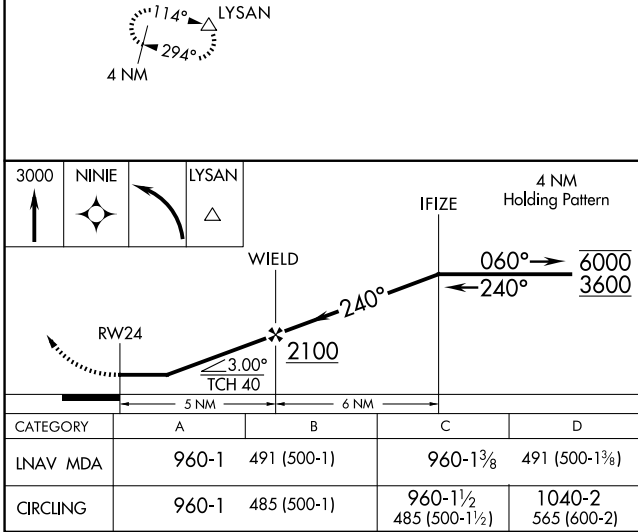 114° LYSAN
294°
4 NM
3000 NINIE LYSAN
4 NM
Holding Pattern
IFIZE
060° 6000
240° 3600
WIELD
240°
RW24
2100
3.00°
TCH 40
5 NM 6 NM
CATEGORY A B C D
LNAV MDA 960-1 491 (500-1) 960-1⅜ 491 (500-1⅜)
CIRCLING 960-1 485 (500-1) 960-1½ 1040-2
485 (500-1½) 565 (600-2)